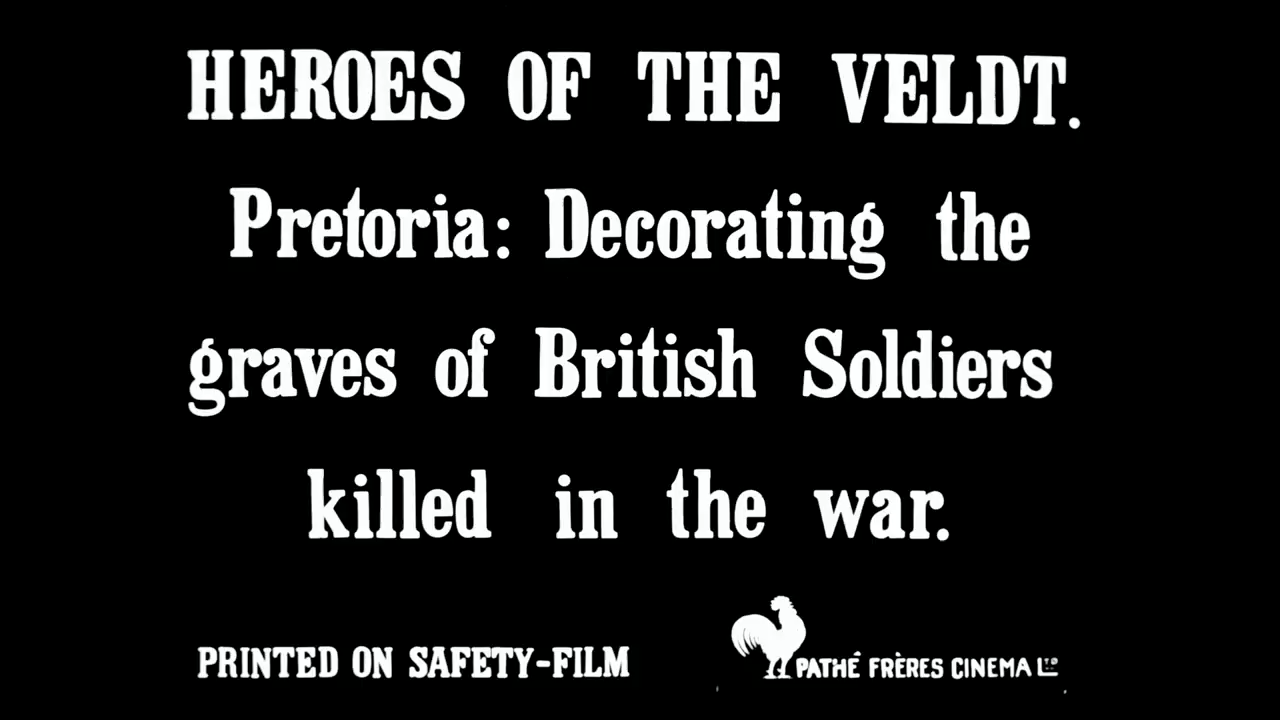 HEROES OF THE VELDT.
Pretoria: Decorating the
graves of British Soldiers
killed in the war.
PRINTED ON SAFETY-FILM
PATHÉ FRÈRES CINEMA LTD